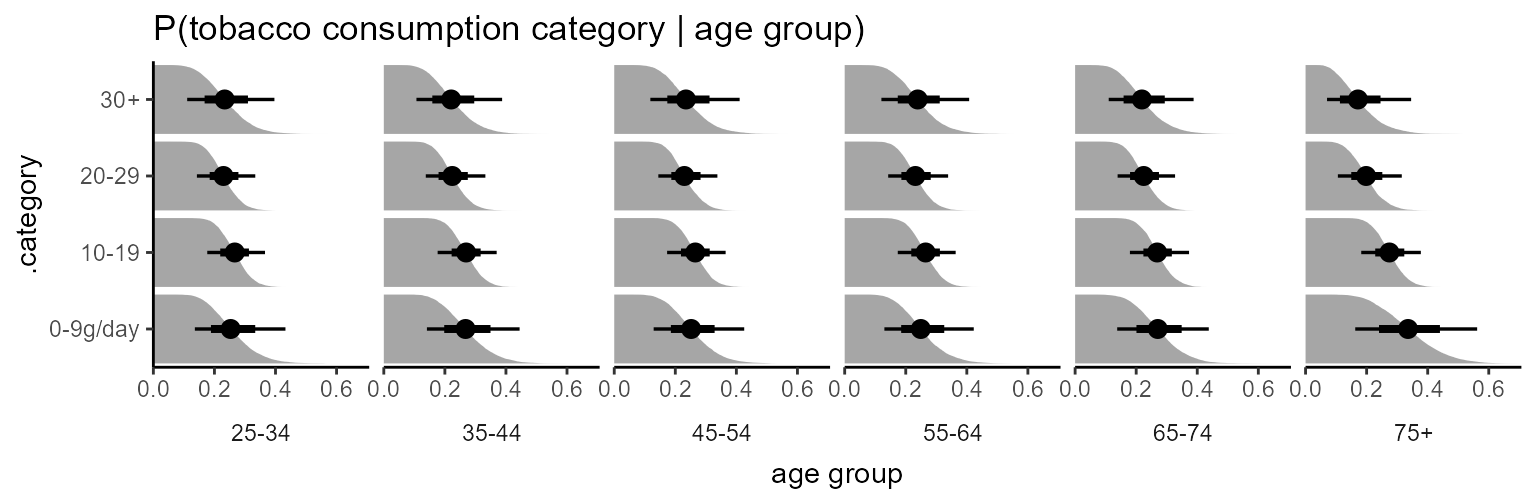 P(tobacco consumption category | age group)
.category
30+
20-29
10-19
0-9g/day
0.0 0.2 0.4 0.6 0.0 0.2 0.4 0.6 0.0 0.2 0.4 0.6 0.0 0.2 0.4 0.6 0.0 0.2 0.4 0.6 0.0 0.2 0.4 0.6
25-34 35-44 45-54 55-64 65-74 75+
age group